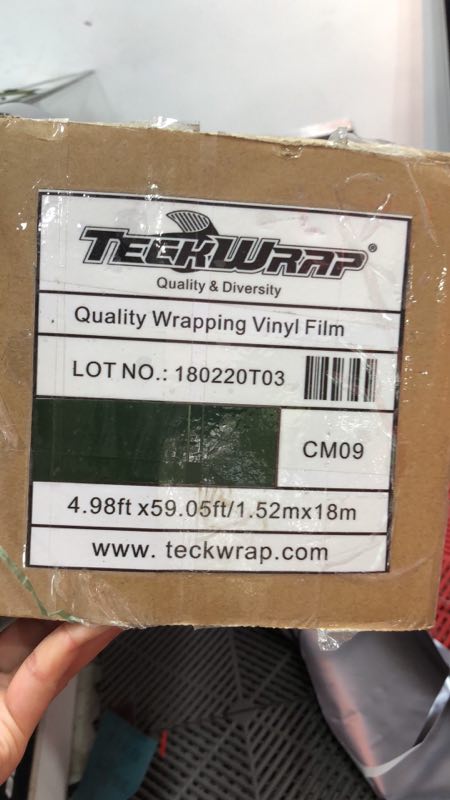 TECKWRAP®
Quality & Diversity
Quality Wrapping Vinyl Film
LOT NO.: 180220T03
CM09
4.98ft x59.05ft/1.52mx18m
www. teckwrap.com